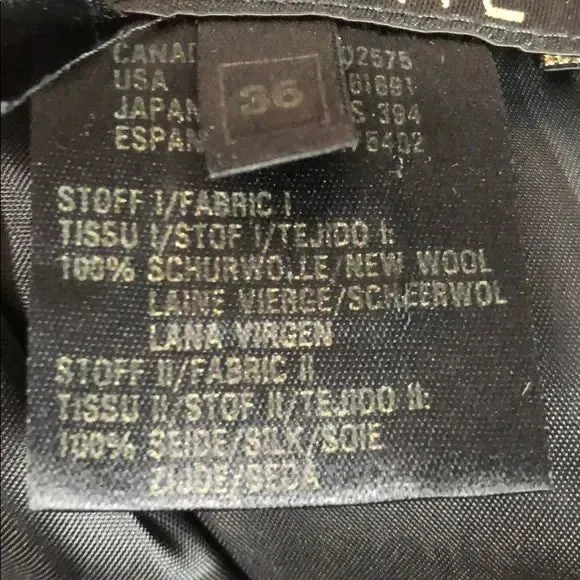 CANAD 02575
USA 01891
JAPAN S-394
ESPAN 5402
36
STOFF I/FABRIC I
TISSU I/STOF I/TEJIDO I:
100% SCHURWOLLE/NEW WOOL
LAINE VIERGE/SCHEERWOL
LANA VIRGEN
STOFF II/FABRIC II
TISSU II/STOF II/TEJIDO II:
100% SEIDE/SILK/SOIE
ZIJDE/SEDA